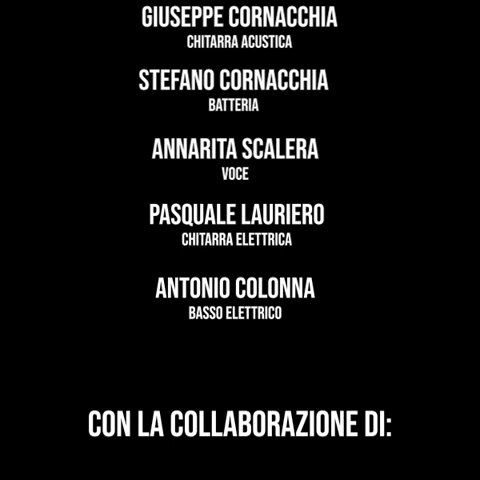 GIUSEPPE CORNACCHIA
CHITARRA ACUSTICA
STEFANO CORNACCHIA
BATTERIA
ANNARITA SCALERA
VOCE
PASQUALE LAURIERO
CHITARRA ELETTRICA
ANTONIO COLONNA
BASSO ELETTRICO
CON LA COLLABORAZIONE DI: